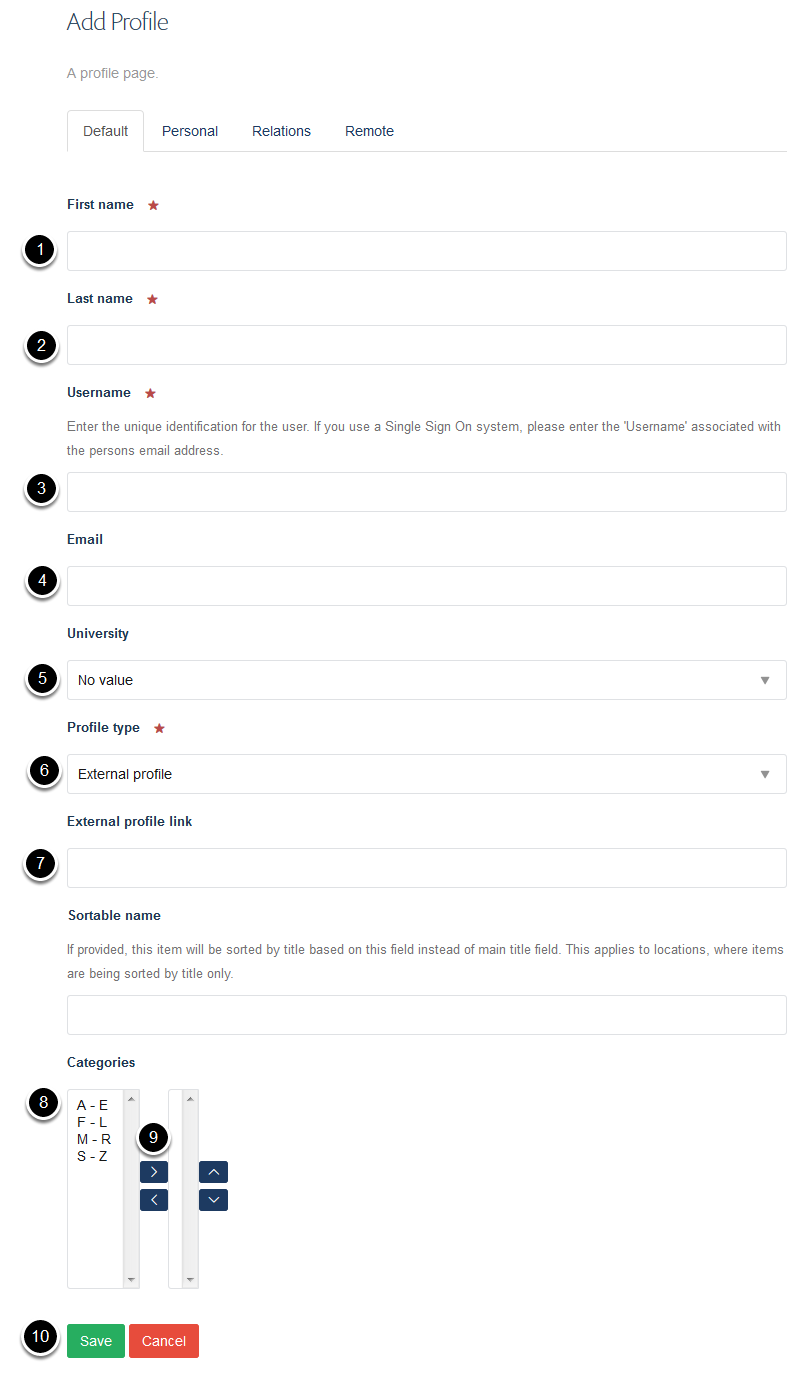 Add Profile
A profile page.
Default Personal Relations Remote
First name ★
1
Last name ★
2
Username ★
Enter the unique identification for the user. If you use a Single Sign On system, please enter the 'Username' associated with
the persons email address.
3
Email
4
University
5 No value
Profile type ★
6 External profile
External profile link
7
Sortable name
If provided, this item will be sorted by title based on this field instead of main title field. This applies to locations, where items
are being sorted by title only.
Categories
8
A - E
F - L
M - R
S - Z
9
10 Save Cancel